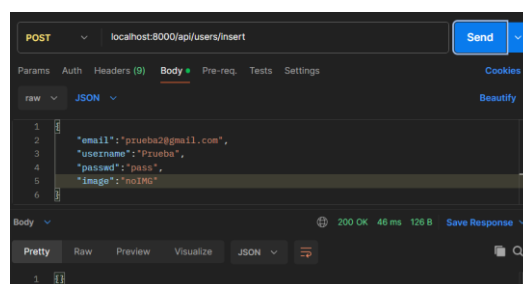 POST localhost:8000/api/users/insert Send
Params Auth Headers (9) Body Pre-req. Tests Settings Cookies
raw JSON Beautify
1 {
2 "email":"prueba2@gmail.com",
3 "username":"Prueba",
4 "passwd":"pass",
5 "image":"noIMG"
6 }
Body 200 OK 46 ms 126 B Save Response
Pretty Raw Preview Visualize JSON
1 {}